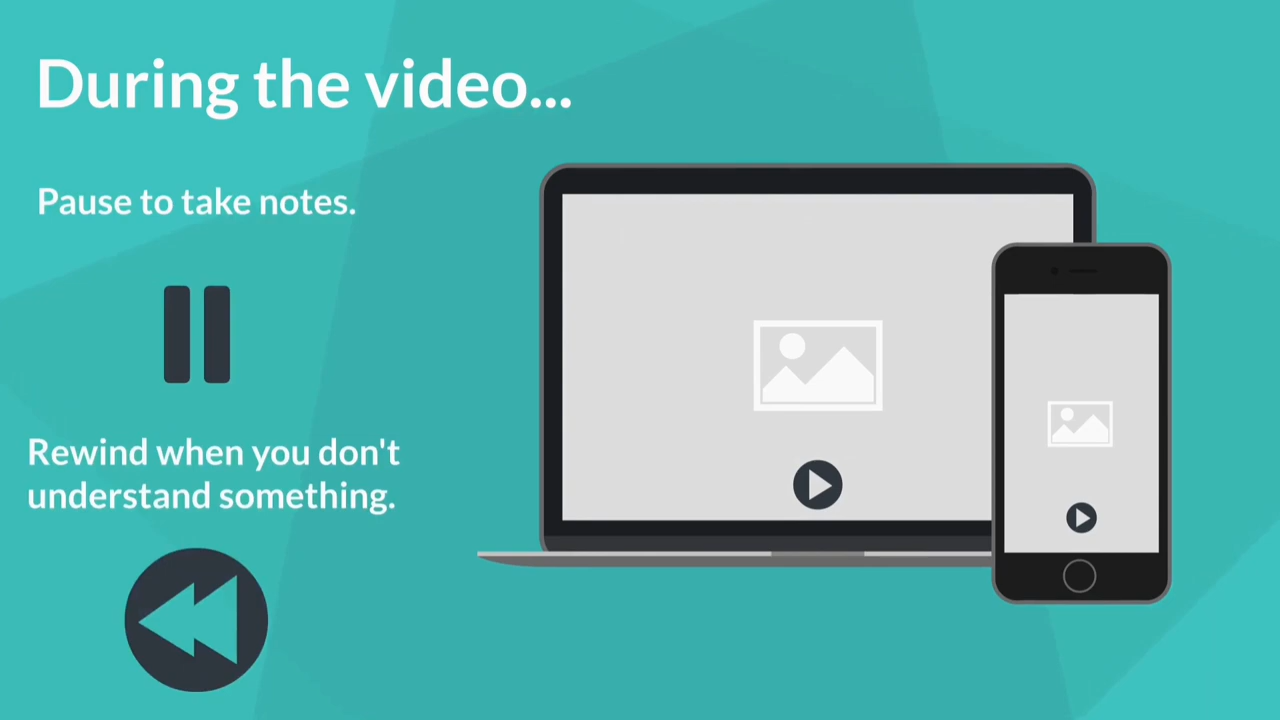 During the video...
Pause to take notes.
Rewind when you don't
understand something.